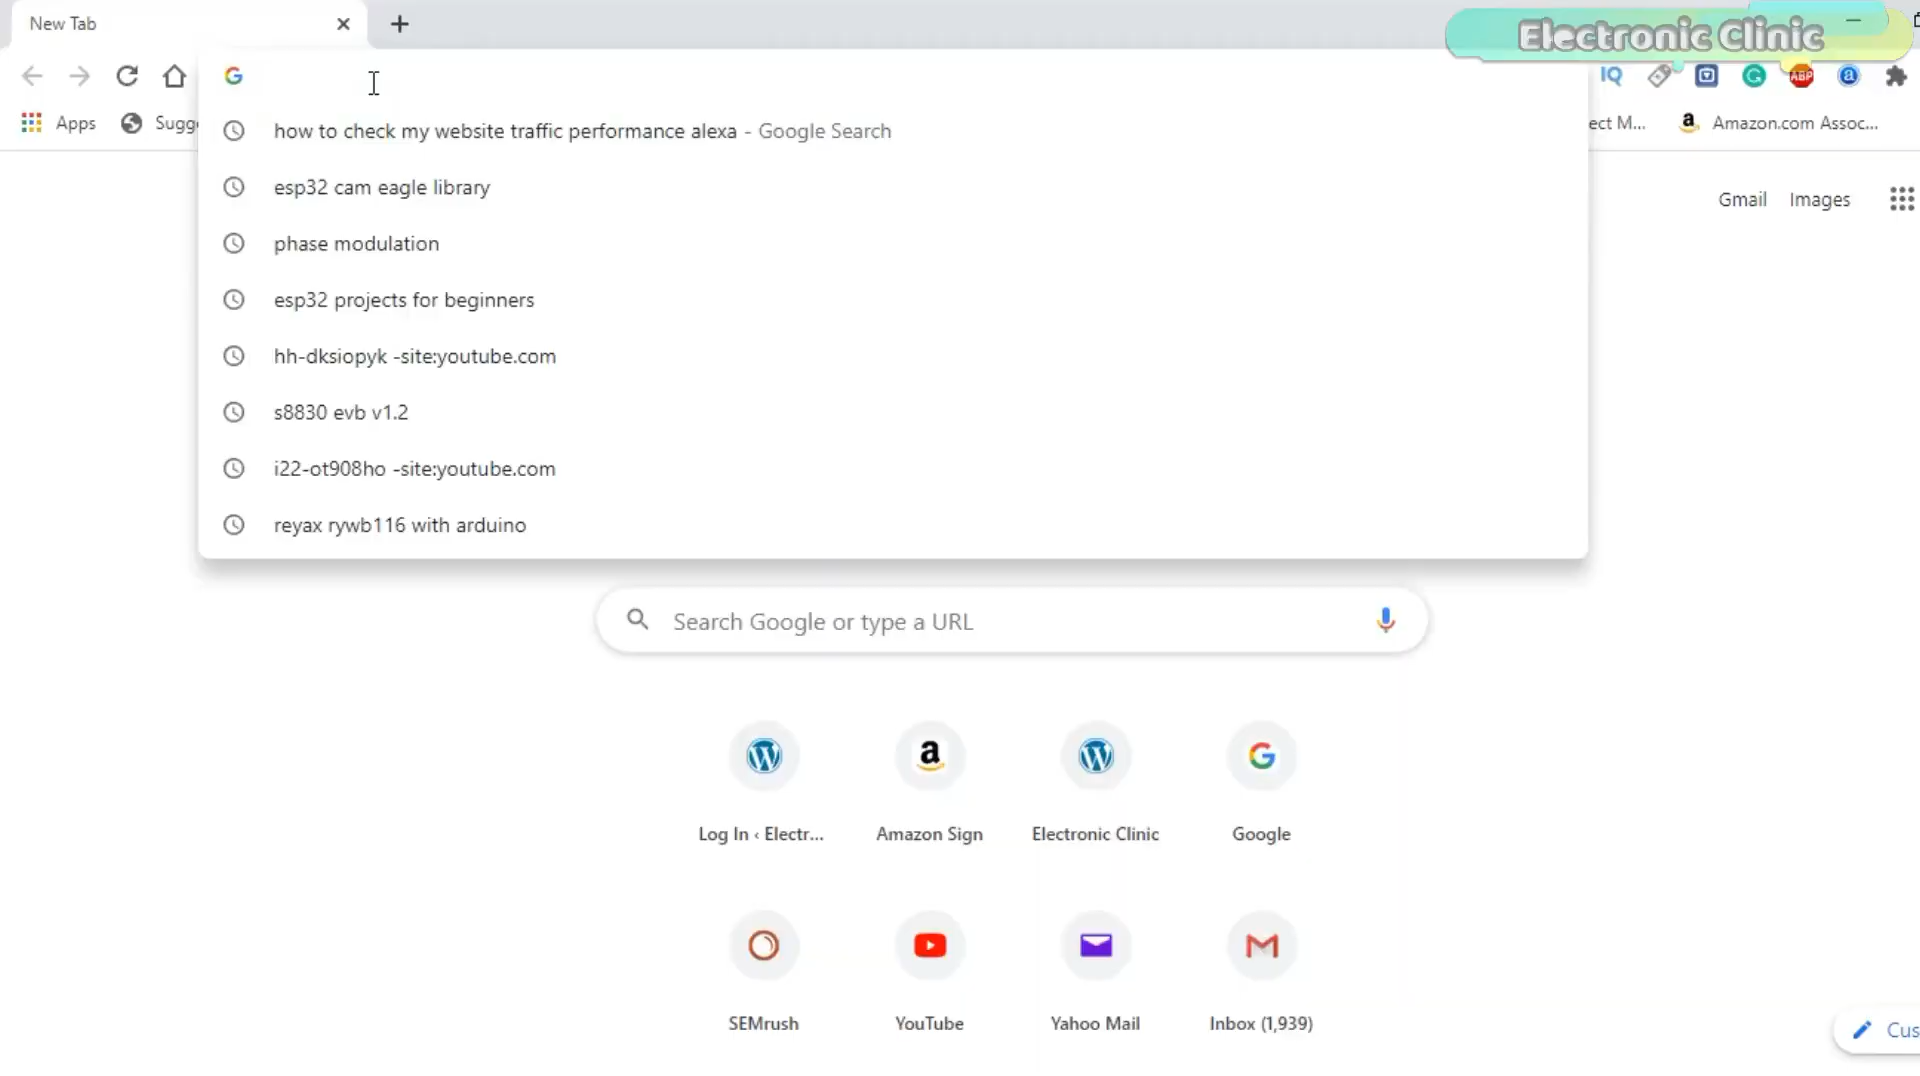 New Tab
Electronic Clinic
Apps
Sugg
ect M...
Amazon.com Assoc...
how to check my website traffic performance alexa - Google Search
esp32 cam eagle library
phase modulation
esp32 projects for beginners
hh-dksiopyk -site:youtube.com
s8830 evb v1.2
i22-ot908ho -site:youtube.com
reyax rywb116 with arduino
Gmail
Images
Search Google or type a URL
Log In ‹ Electr...
Amazon Sign
Electronic Clinic
Google
SEMrush
YouTube
Yahoo Mail
Inbox (1,939)
Cus
IQ
ABP